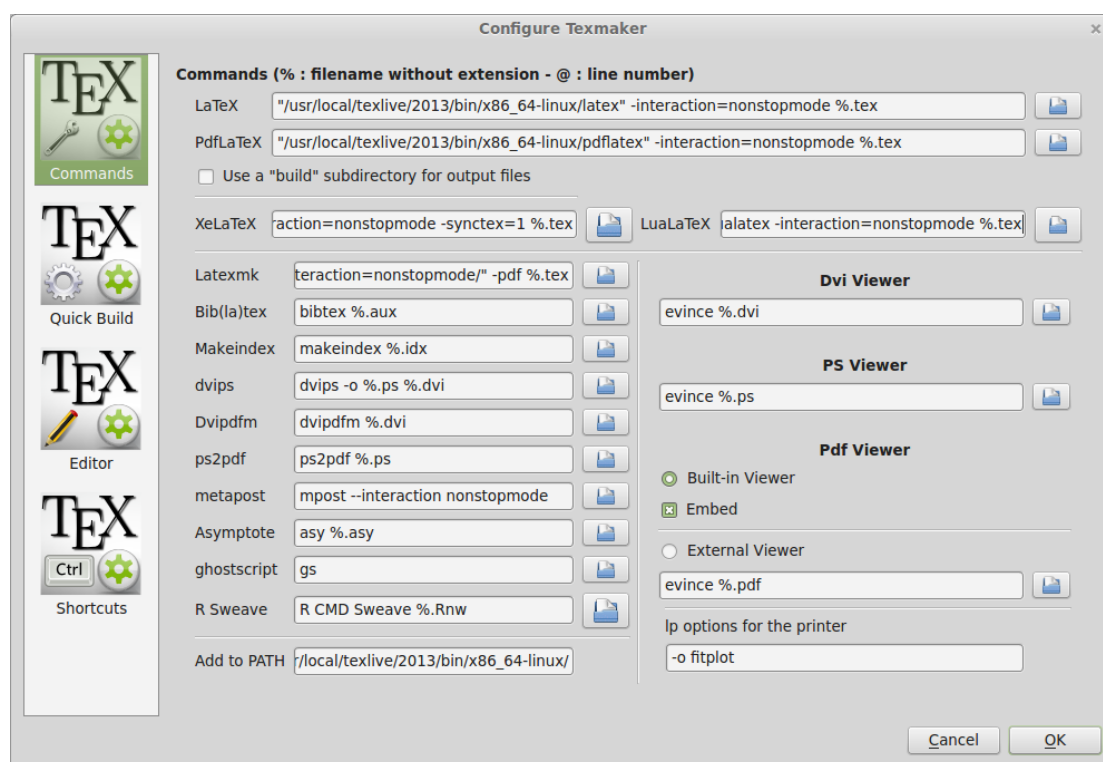 Configure Texmaker
TEX
Commands
TEX
Quick Build
TEX
Editor
TEX
Ctrl
Shortcuts
Commands (% : filename without extension - @ : line number)
LaTeX "/usr/local/texlive/2013/bin/x86_64-linux/latex" -interaction=nonstopmode %.tex
PdfLaTeX "/usr/local/texlive/2013/bin/x86_64-linux/pdflatex" -interaction=nonstopmode %.tex
Use a "build" subdirectory for output files
XeLaTeX raction=nonstopmode -synctex=1 %.tex LuaLaTeX alatex -interaction=nonstopmode %.tex
Latexmk teraction=nonstopmode/" -pdf %.tex
Bib(la)tex bibtex %.aux
Makeindex makeindex %.idx
dvips dvips -o %.ps %.dvi
Dvipdfm dvipdfm %.dvi
ps2pdf ps2pdf %.ps
metapost mpost --interaction nonstopmode
Asymptote asy %.asy
ghostscript gs
R Sweave R CMD Sweave %.Rnw
Add to PATH r/local/texlive/2013/bin/x86_64-linux/
Dvi Viewer
evince %.dvi
PS Viewer
evince %.ps
Pdf Viewer
Built-in Viewer
Embed
External Viewer
evince %.pdf
lp options for the printer
-o fitplot
Cancel OK